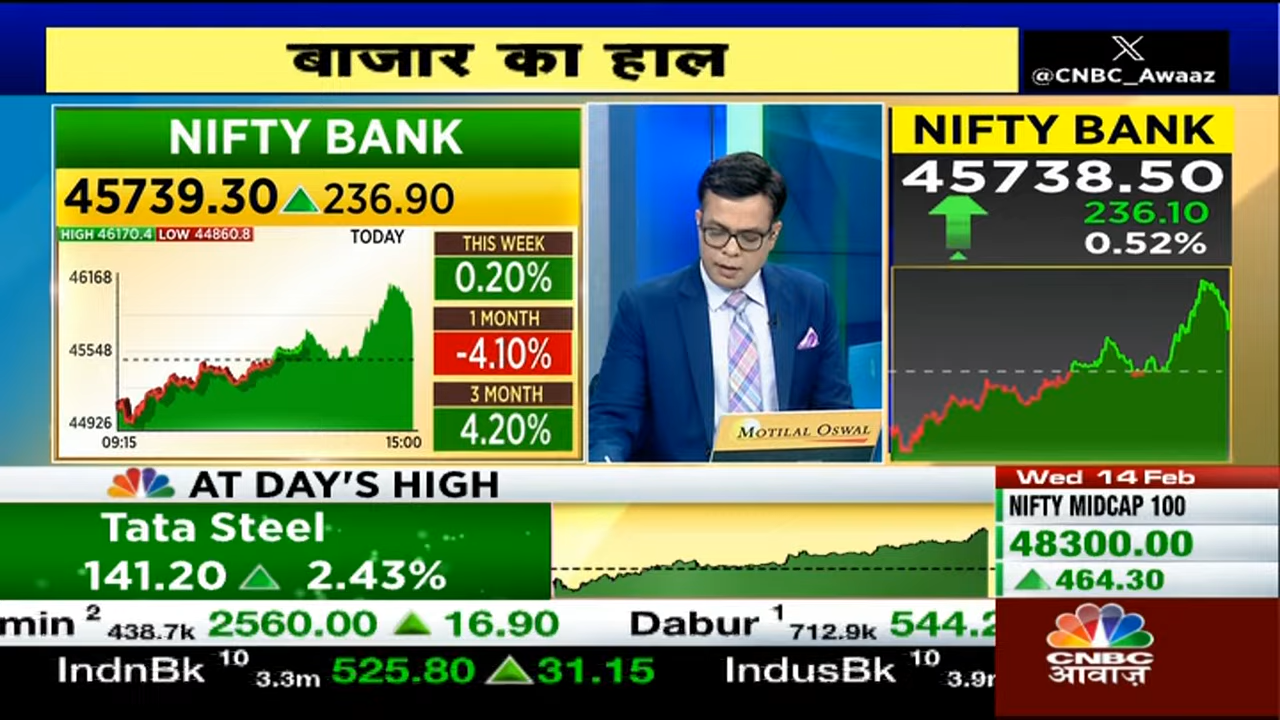 बाजार का हाल
X
@CNBC_Awaaz
NIFTY BANK
45739.30 ▲ 236.90
HIGH 46170.4 LOW 44860.8
TODAY
46168
45548
44926
09:15 15:00
THIS WEEK
0.20%
1 MONTH
-4.10%
3 MONTH
4.20%
MOTILAL OSWAL
NIFTY BANK
45738.50
236.10
0.52%
AT DAY'S HIGH
Tata Steel
141.20 ▲ 2.43%
Wed 14 Feb
NIFTY MIDCAP 100
48300.00
▲ 464.30
min 2 438.7k 2560.00 ▲ 16.90 Dabur 1 712.9k 544.2
IndnBk 10 3.3m 525.80 ▲ 31.15 IndusBk 10 3.9
CNBC
आवाज़